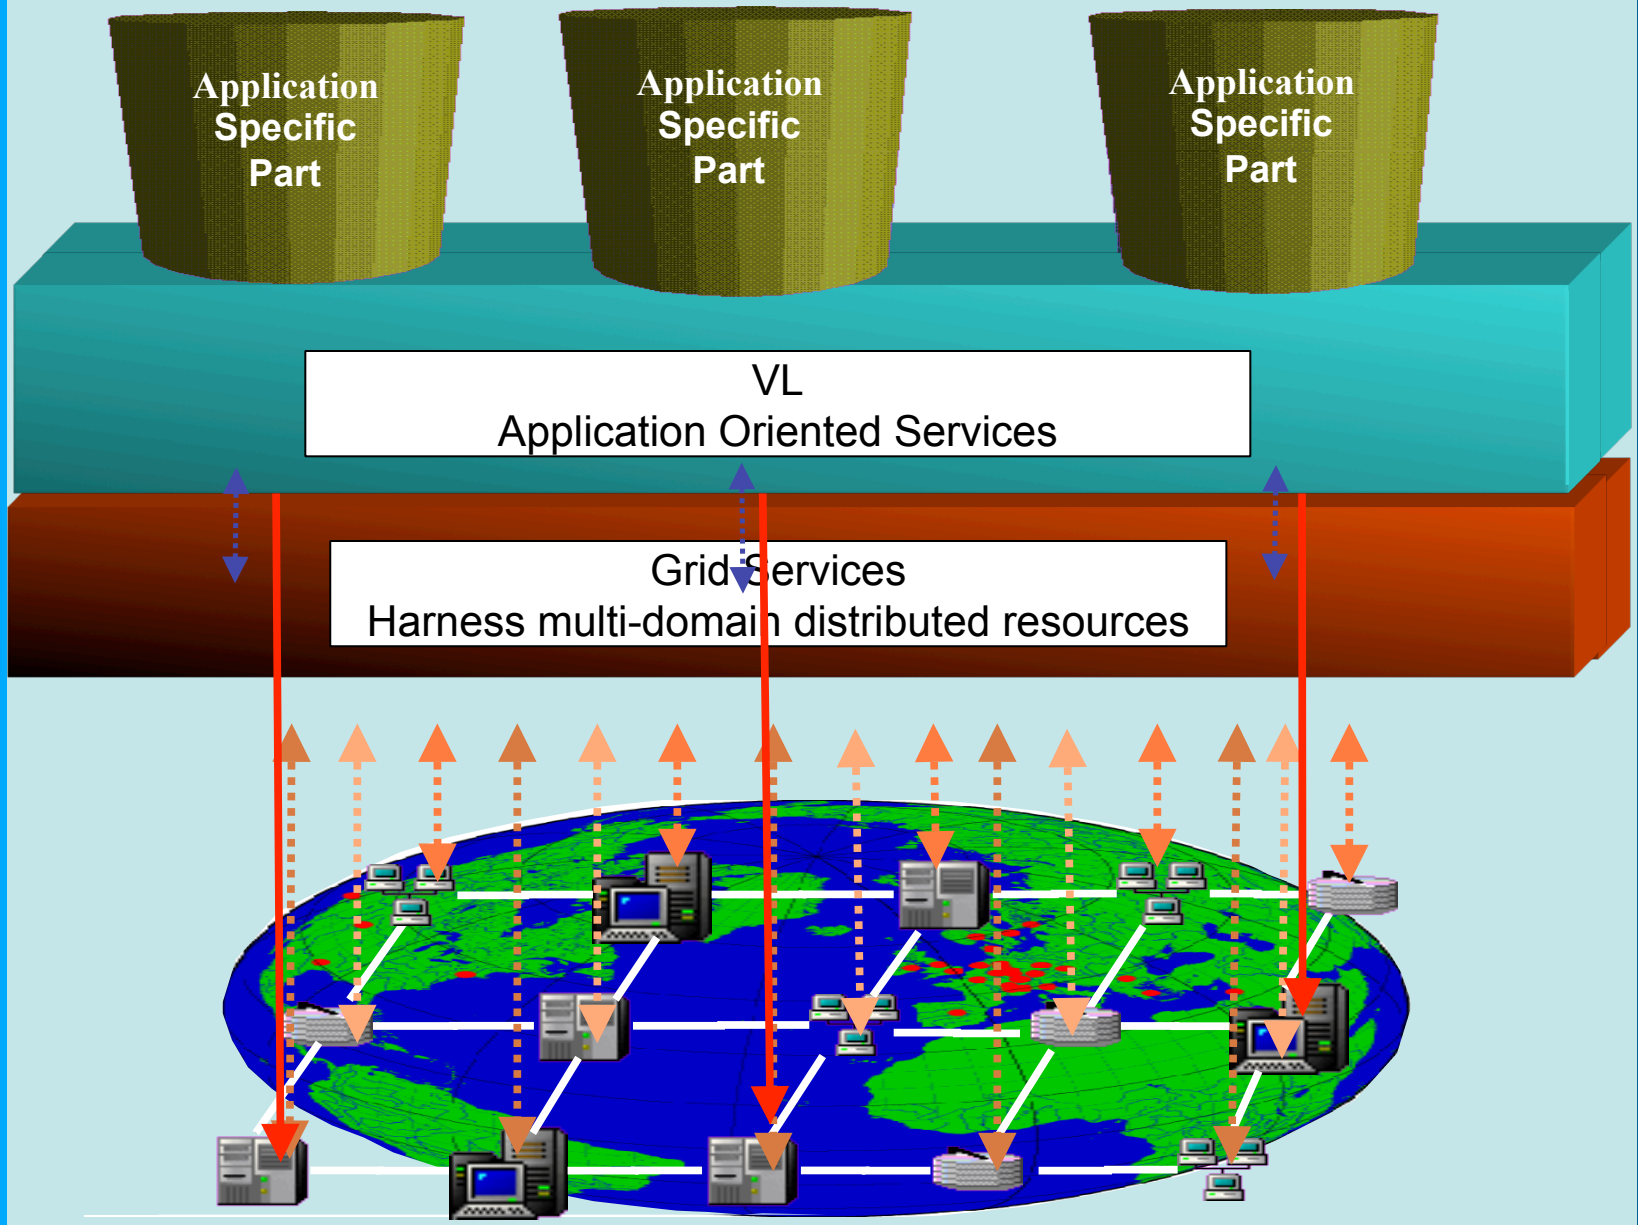 Application
Specific
Part
Application
Specific
Part
Application
Specific
Part
VL
Application Oriented Services
Grid Services
Harness multi-domain distributed resources